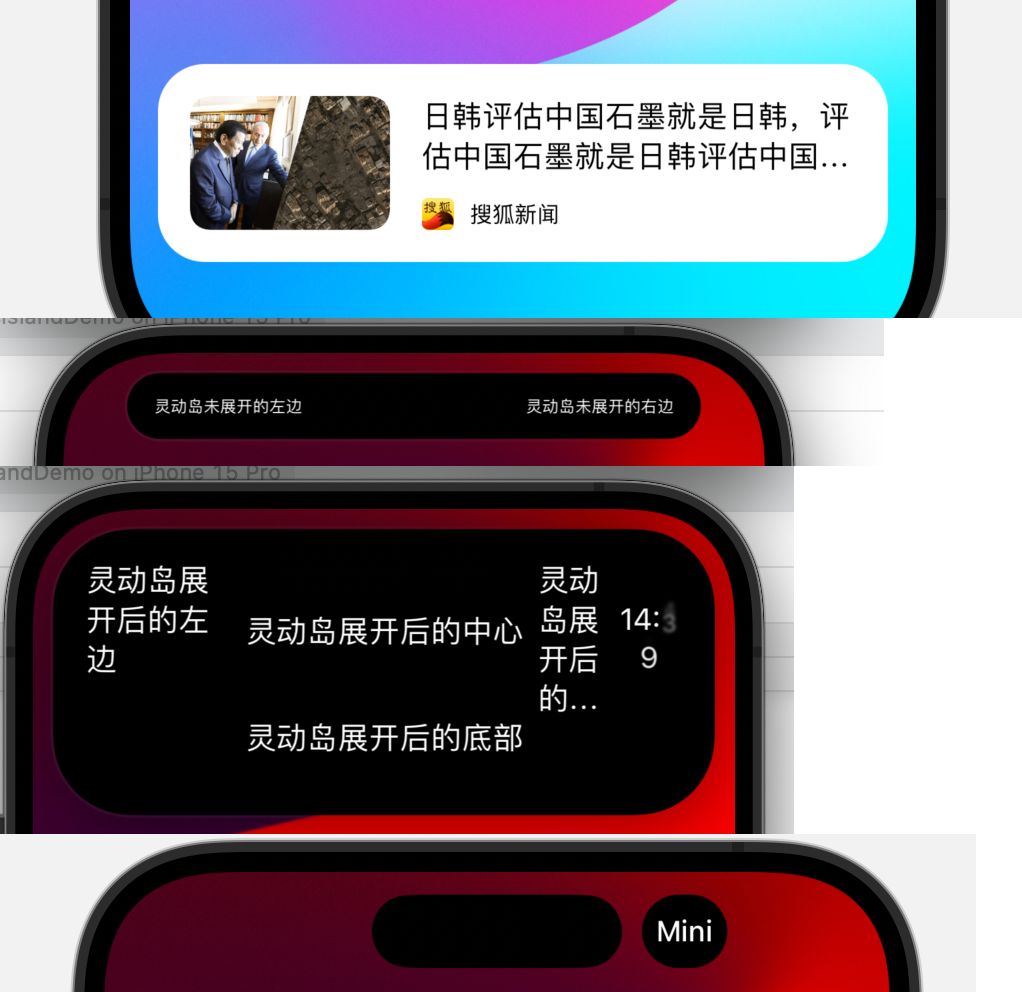 日韩评估中国石墨就是日韩，评
估中国石墨就是日韩评估中国...
搜狐
搜狐新闻
IslandDemo on iPhone 15 Pro
灵动岛未展开的左边
灵动岛未展开的右边
andDemo on iPhone 15 Pro
灵动岛展
开后的左
边
灵动岛展开后的中心
灵动
岛展
开后
的...
14:
9
灵动岛展开后的底部
Mini